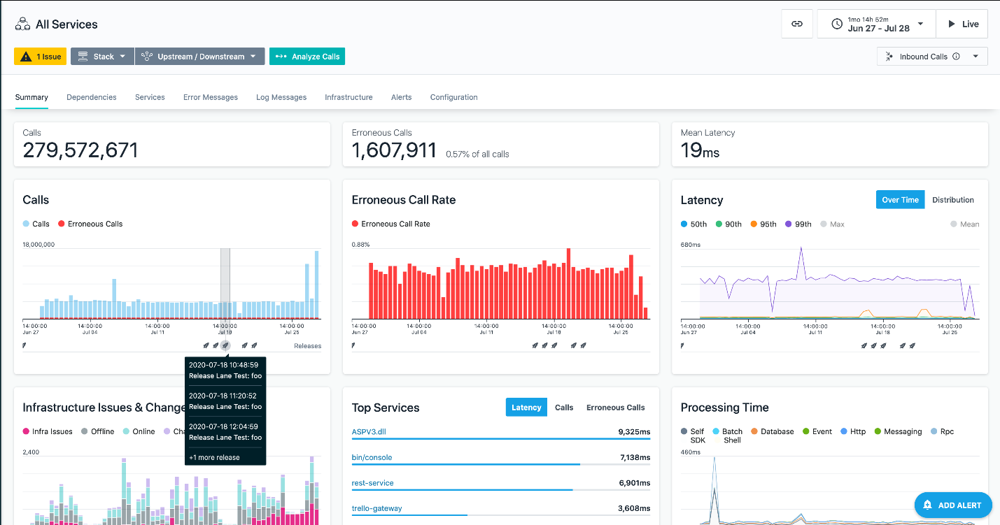 All Services
1mo 14h 52m
Jun 27 - Jul 28
Live
1 Issue
Stack
Upstream / Downstream
Analyze Calls
Inbound Calls
Summary
Dependencies
Services
Error Messages
Log Messages
Infrastructure
Alerts
Configuration
Calls
279,572,671
Erroneous Calls
1,607,911 0.57% of all calls
Mean Latency
19ms
Calls
Calls
Erroneous Calls
18,000,000
14:00:00 14:00:00 14:00:00 14:00:00 14:00:00
Jun 27 Jul 04 Jul 11 Jul 18 Jul 25
Releases
2020-07-18 10:48:59
Release Lane Test: foo
2020-07-18 11:20:52
Release Lane Test: foo
2020-07-18 12:04:59
Release Lane Test: foo
+1 more release
Erroneous Call Rate
Erroneous Call Rate
0.88%
14:00:00 14:00:00 14:00:00 14:00:00 14:00:00
Jun 27 Jul 04 Jul 11 Jul 18 Jul 25
Latency
Over Time
Distribution
50th
90th
95th
99th
Max
Mean
680ms
14:00:00 14:00:00 14:00:00 14:00:00 14:00:00
Jun 27 Jul 04 Jul 11 Jul 18 Jul 25
Infrastructure Issues & Change
Infra Issues
Offline
Online
Cha
2,400
Top Services
Latency
Calls
Erroneous Calls
ASPV3.dll 9,325ms
bin/console 7,138ms
rest-service 6,901ms
trello-gateway 3,608ms
Processing Time
Self Batch Database Event Http Messaging Rpc
SDK Shell
460ms
ADD ALERT